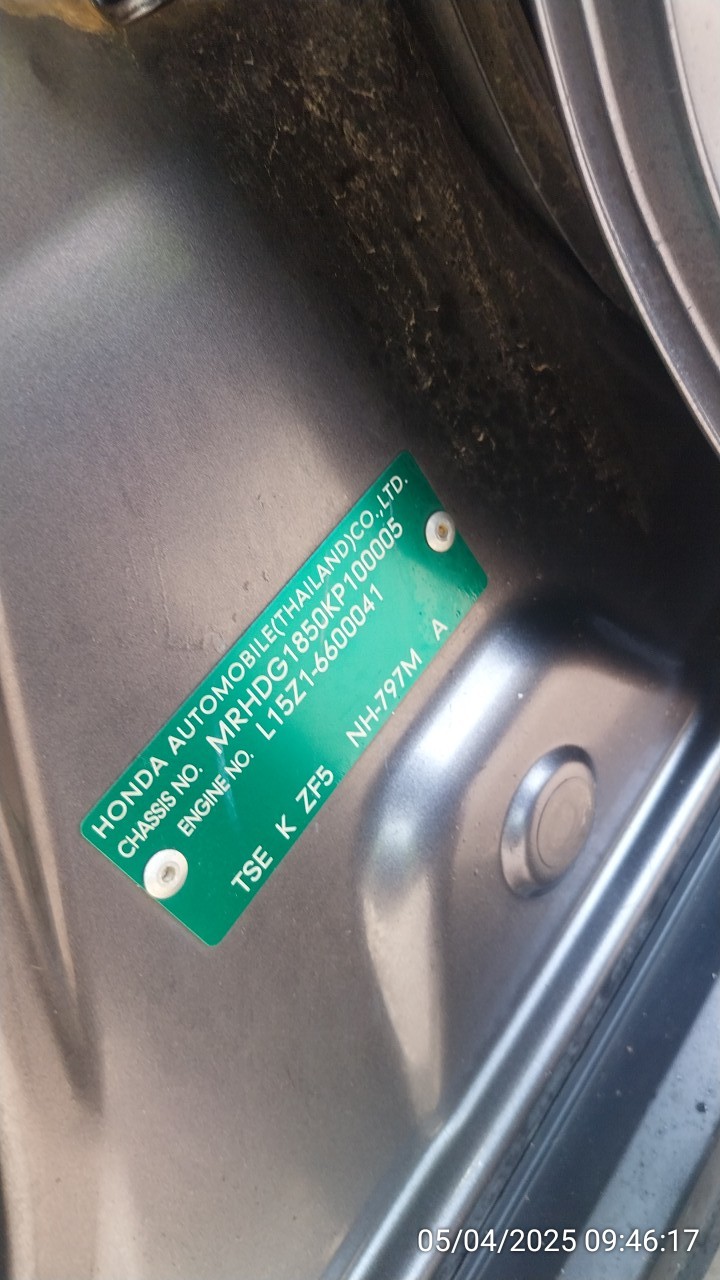 HONDA AUTOMOBILE(THAILAND)CO.,LTD.
CHASSIS NO. MRHDG1850KP100005
ENGINE NO. L15Z1-6600041
TSE K ZF5 NH-797M A
05/04/2025 09:46:17